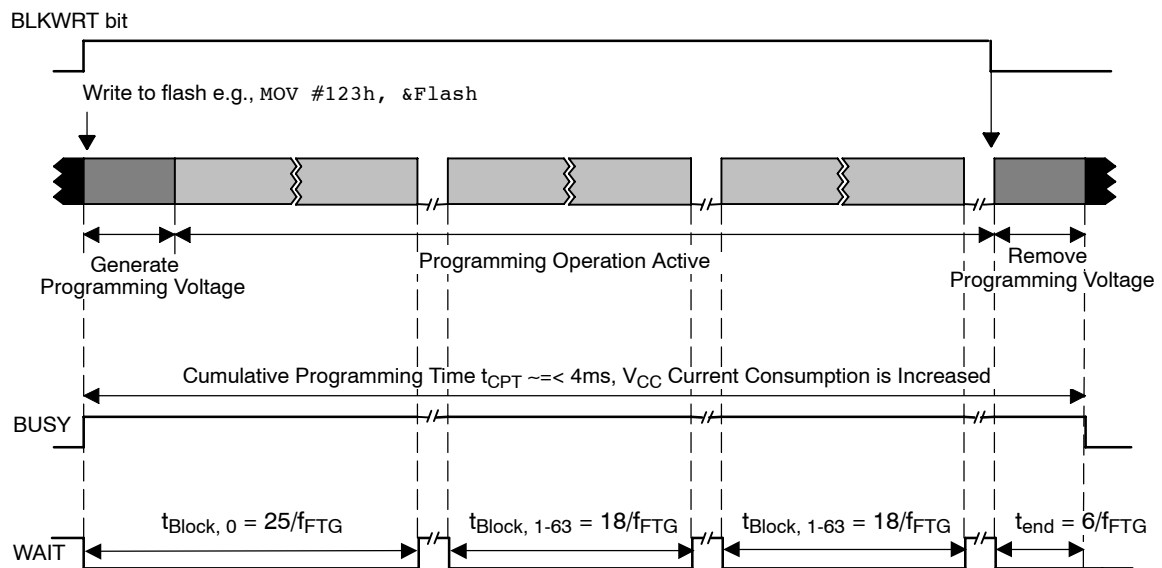 BLKWRT bit
Write to flash e.g., MOV #123h, &Flash
Generate
Programming Voltage
Programming Operation Active
Remove
Programming Voltage
Cumulative Programming Time tCPT ~=< 4ms, VCC Current Consumption is Increased
BUSY
tBlock, 0 = 25/fFTG
tBlock, 1-63 = 18/fFTG
tBlock, 1-63 = 18/fFTG
tend = 6/fFTG
WAIT